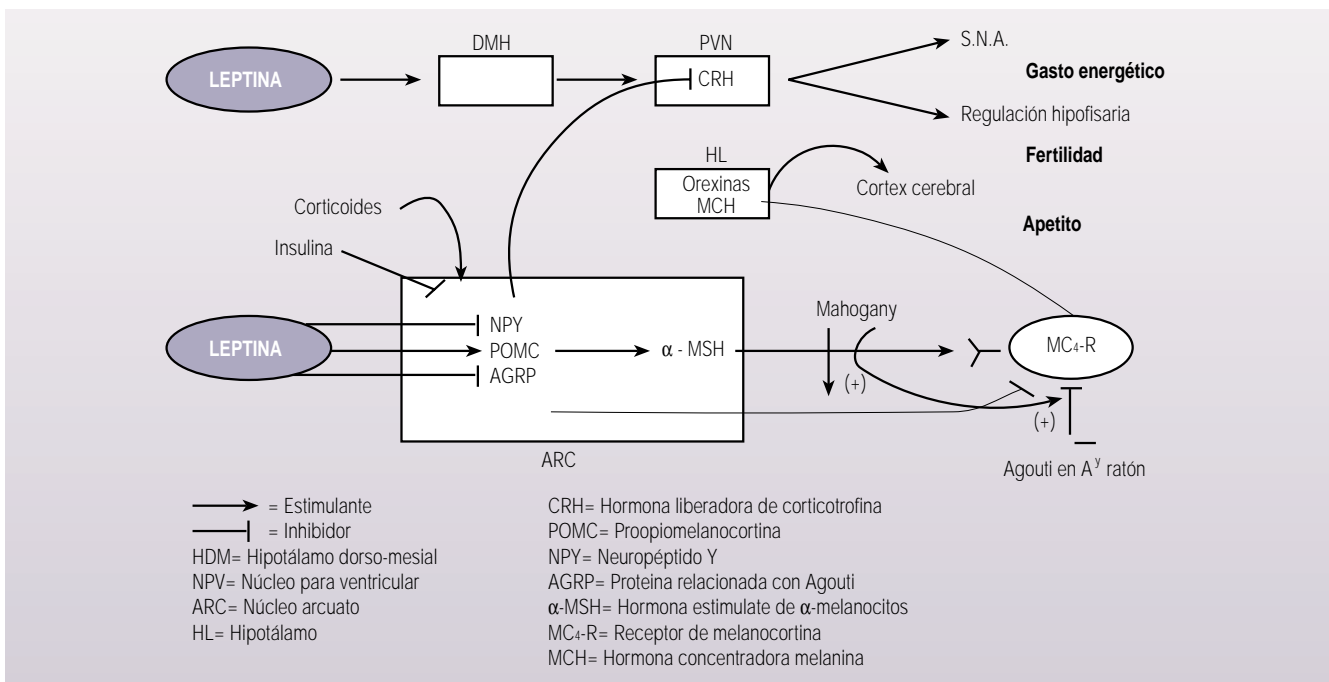 DMH
PVN
S.N.A.
LEPTINA
CRH
Gasto energético
Regulación hipofisaria
HL
Fertilidad
Orexinas
MCH
Cortex cerebral
Corticoides
Apetito
Insulina
Mahogany
LEPTINA
NPY
POMC
α - MSH
MC4-R
AGRP
(+)
(+)
ARC
Agouti en Aʸ ratón
= Estimulante
= Inhibidor
HDM= Hipotálamo dorso-mesial
NPV= Núcleo para ventricular
ARC= Núcleo arcuato
HL= Hipotálamo
CRH= Hormona liberadora de corticotrofina
POMC= Proopiomelanocortina
NPY= Neuropéptido Y
AGRP= Proteina relacionada con Agouti
α-MSH= Hormona estimulate de α-melanocitos
MC4-R= Receptor de melanocortina
MCH= Hormona concentradora melanina